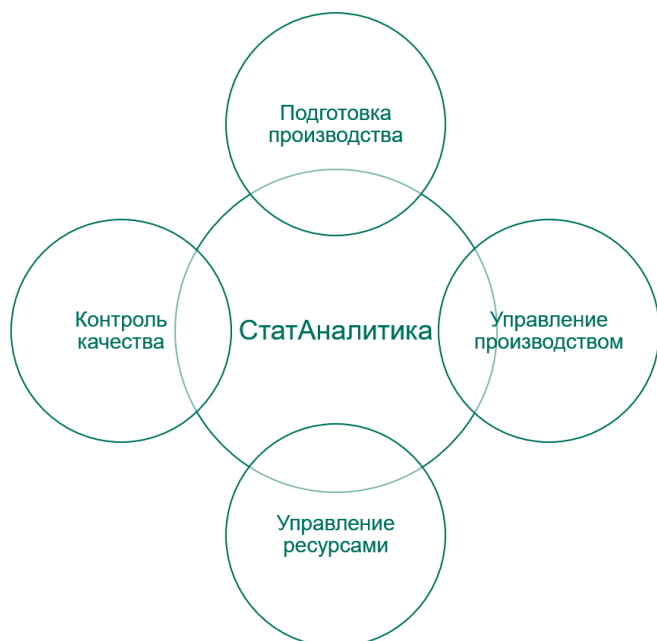 Подготовка
производства
Контроль
качества
СтатАналитика
Управление
производством
Управление
ресурсами